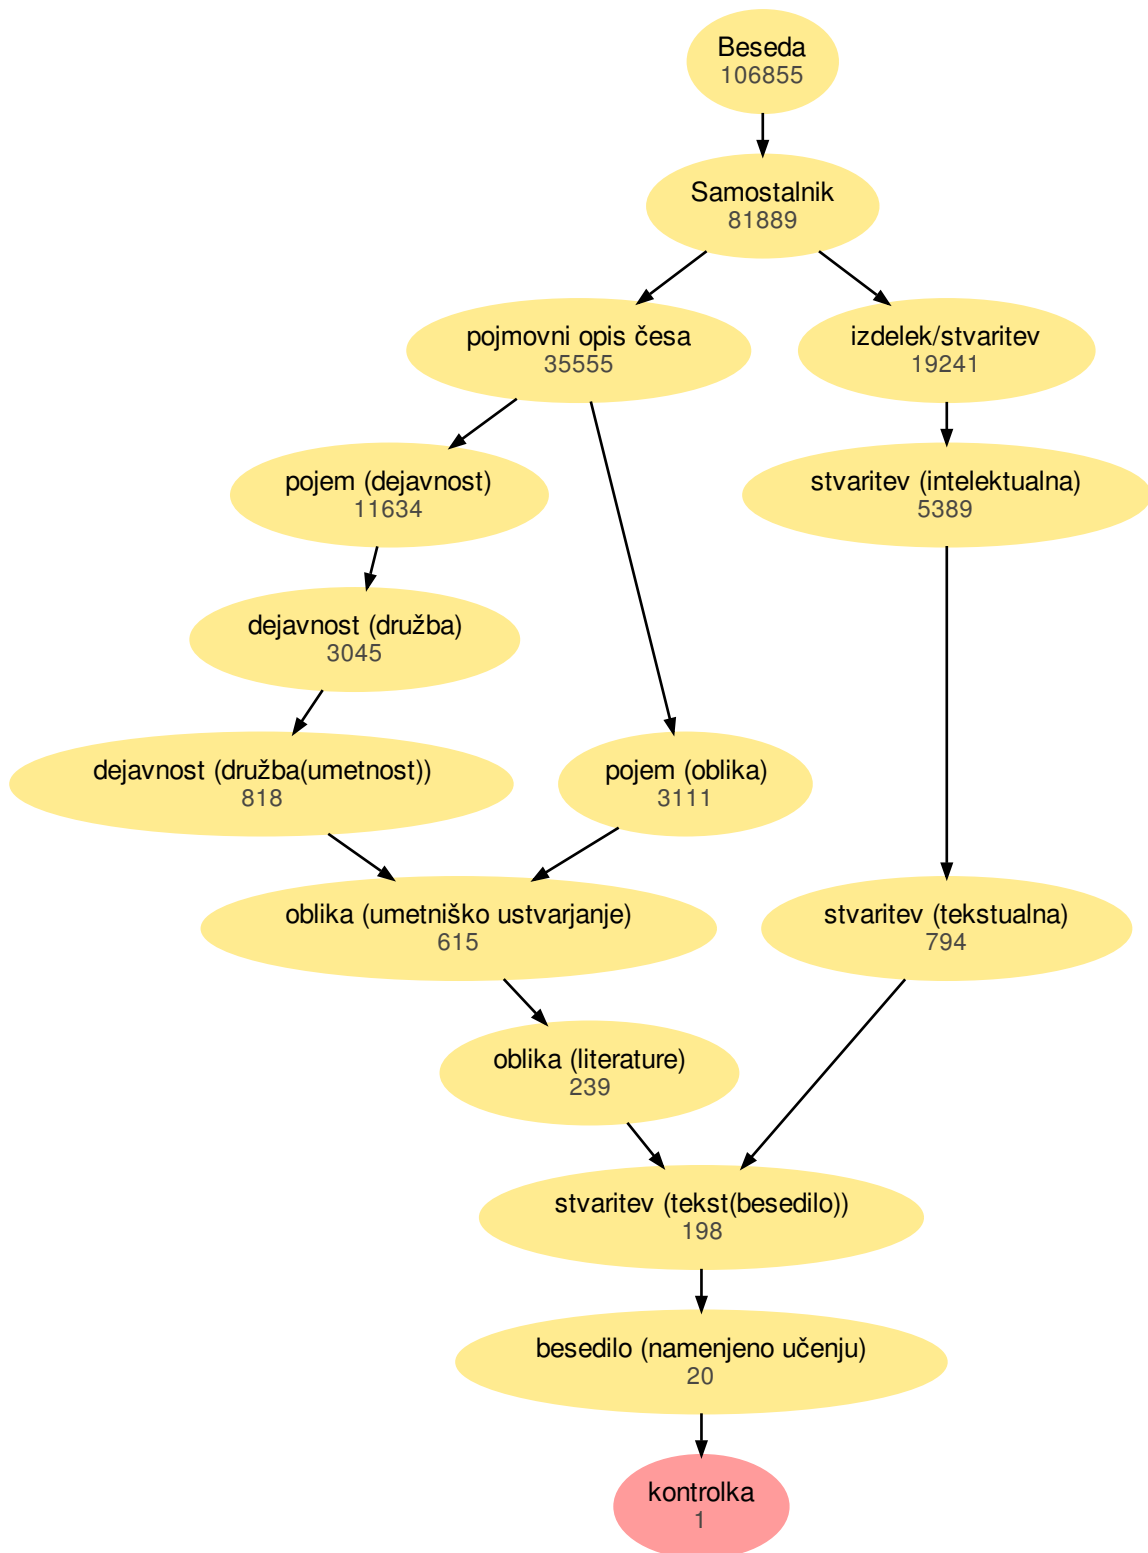 Beseda
106855
Samostalnik
81889
pojmovni opis česa
35555
izdelek/stvaritev
19241
pojem (dejavnost)
11634
stvaritev (intelektualna)
5389
dejavnost (družba)
3045
dejavnost (družba(umetnost))
818
pojem (oblika)
3111
oblika (umetniško ustvarjanje)
615
stvaritev (tekstualna)
794
oblika (literature)
239
stvaritev (tekst(besedilo))
198
besedilo (namenjeno učenju)
20
kontrolka
1